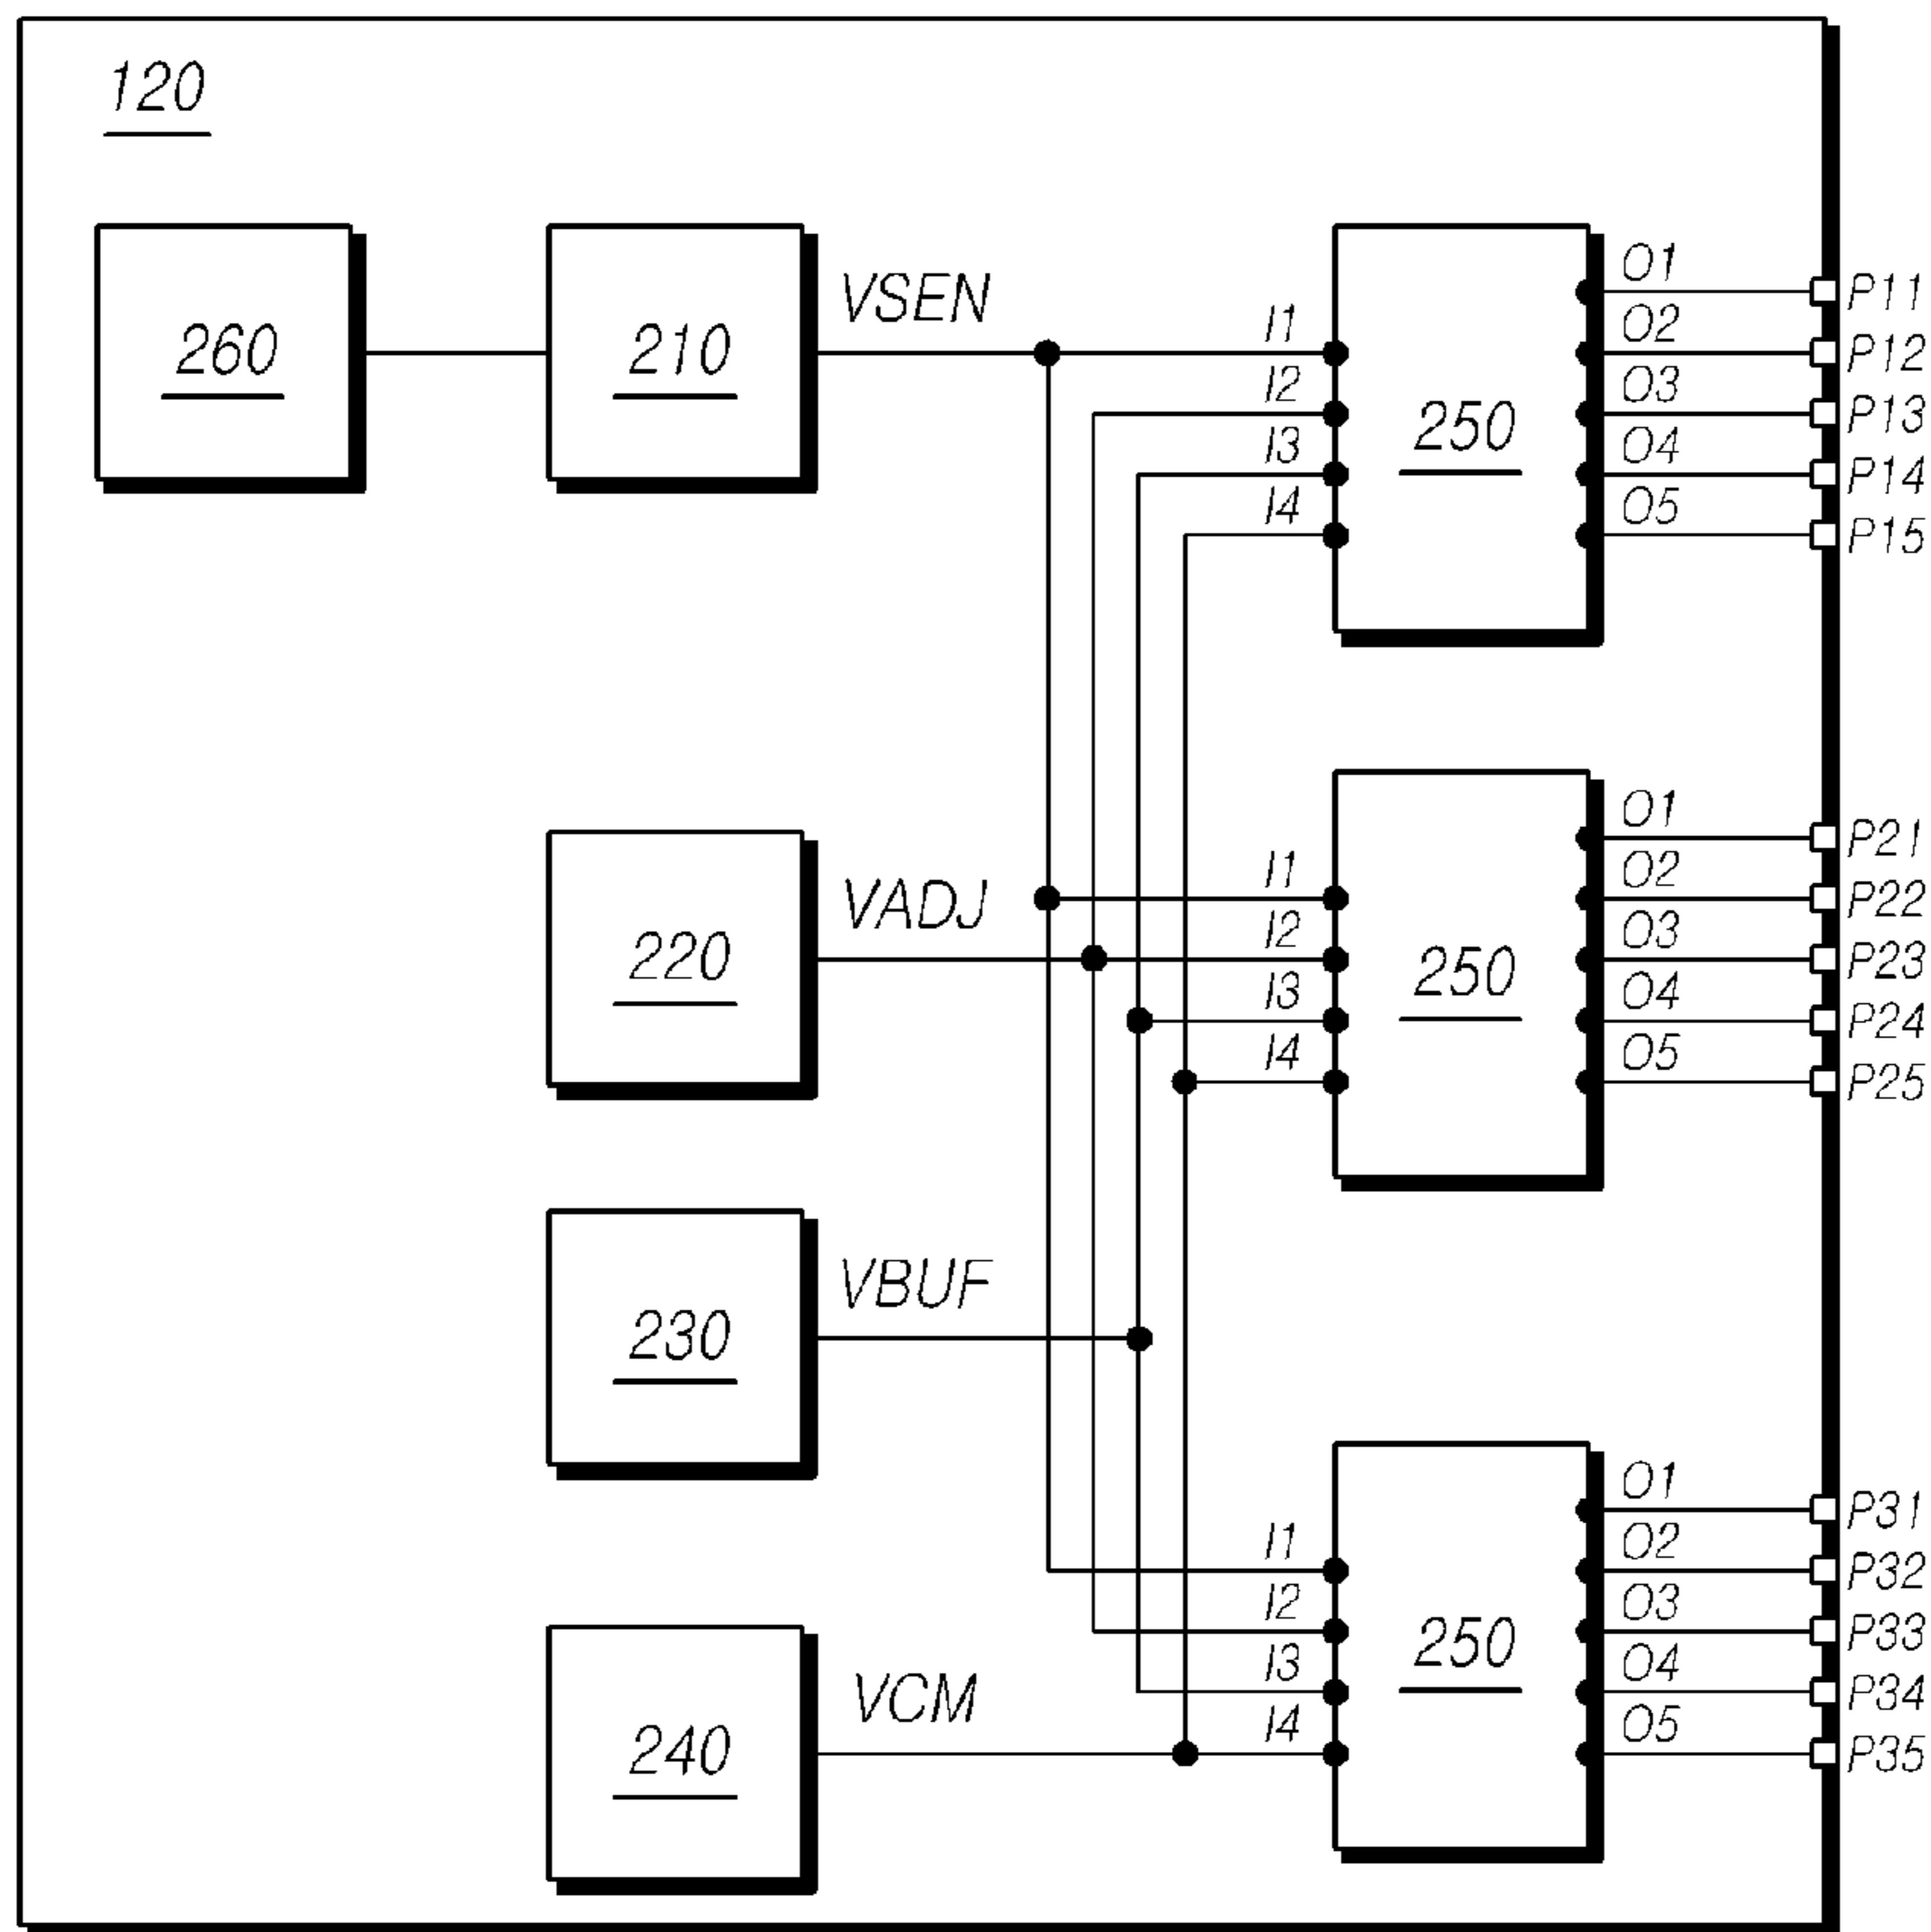 120
260
210
VSEN
I1
I2
I3
I4
250
O1
O2
O3
O4
O5
P11
P12
P13
P14
P15
220
VADJ
I1
I2
I3
I4
250
O1
O2
O3
O4
O5
P21
P22
P23
P24
P25
230
VBUF
240
VCM
I1
I2
I3
I4
250
O1
O2
O3
O4
O5
P31
P32
P33
P34
P35